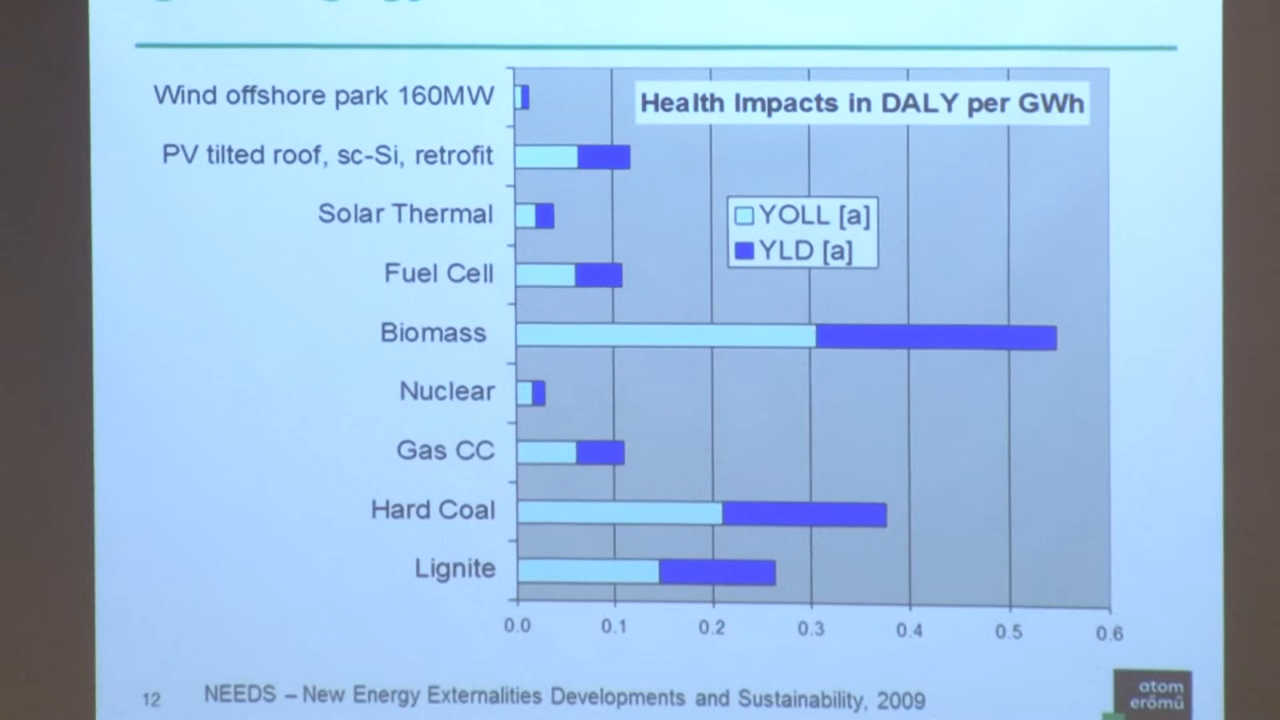 Wind offshore park 160MW
Health Impacts in DALY per GWh
PV tilted roof, sc-Si, retrofit
Solar Thermal
YOLL [a]
YLD [a]
Fuel Cell
Biomass
Nuclear
Gas CC
Hard Coal
Lignite
0.0 0.1 0.2 0.3 0.4 0.5 0.6
12 NEEDS – New Energy Externalities Developments and Sustainability, 2009
atom
erőmű